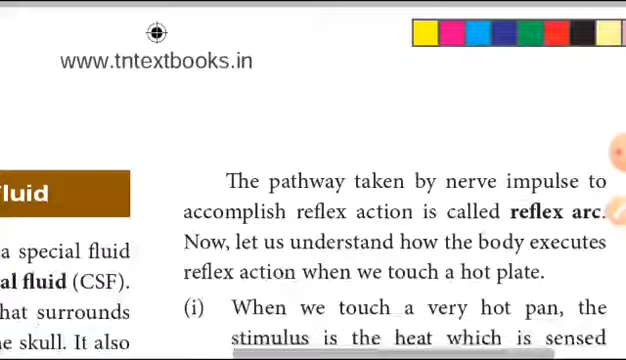 www.tntextbooks.in
luid
a special fluid
al fluid (CSF).
hat surrounds
e skull. It also
The pathway taken by nerve impulse to
accomplish reflex action is called reflex arc.
Now, let us understand how the body executes
reflex action when we touch a hot plate.
(i) When we touch a very hot pan, the
stimulus is the heat which is sensed